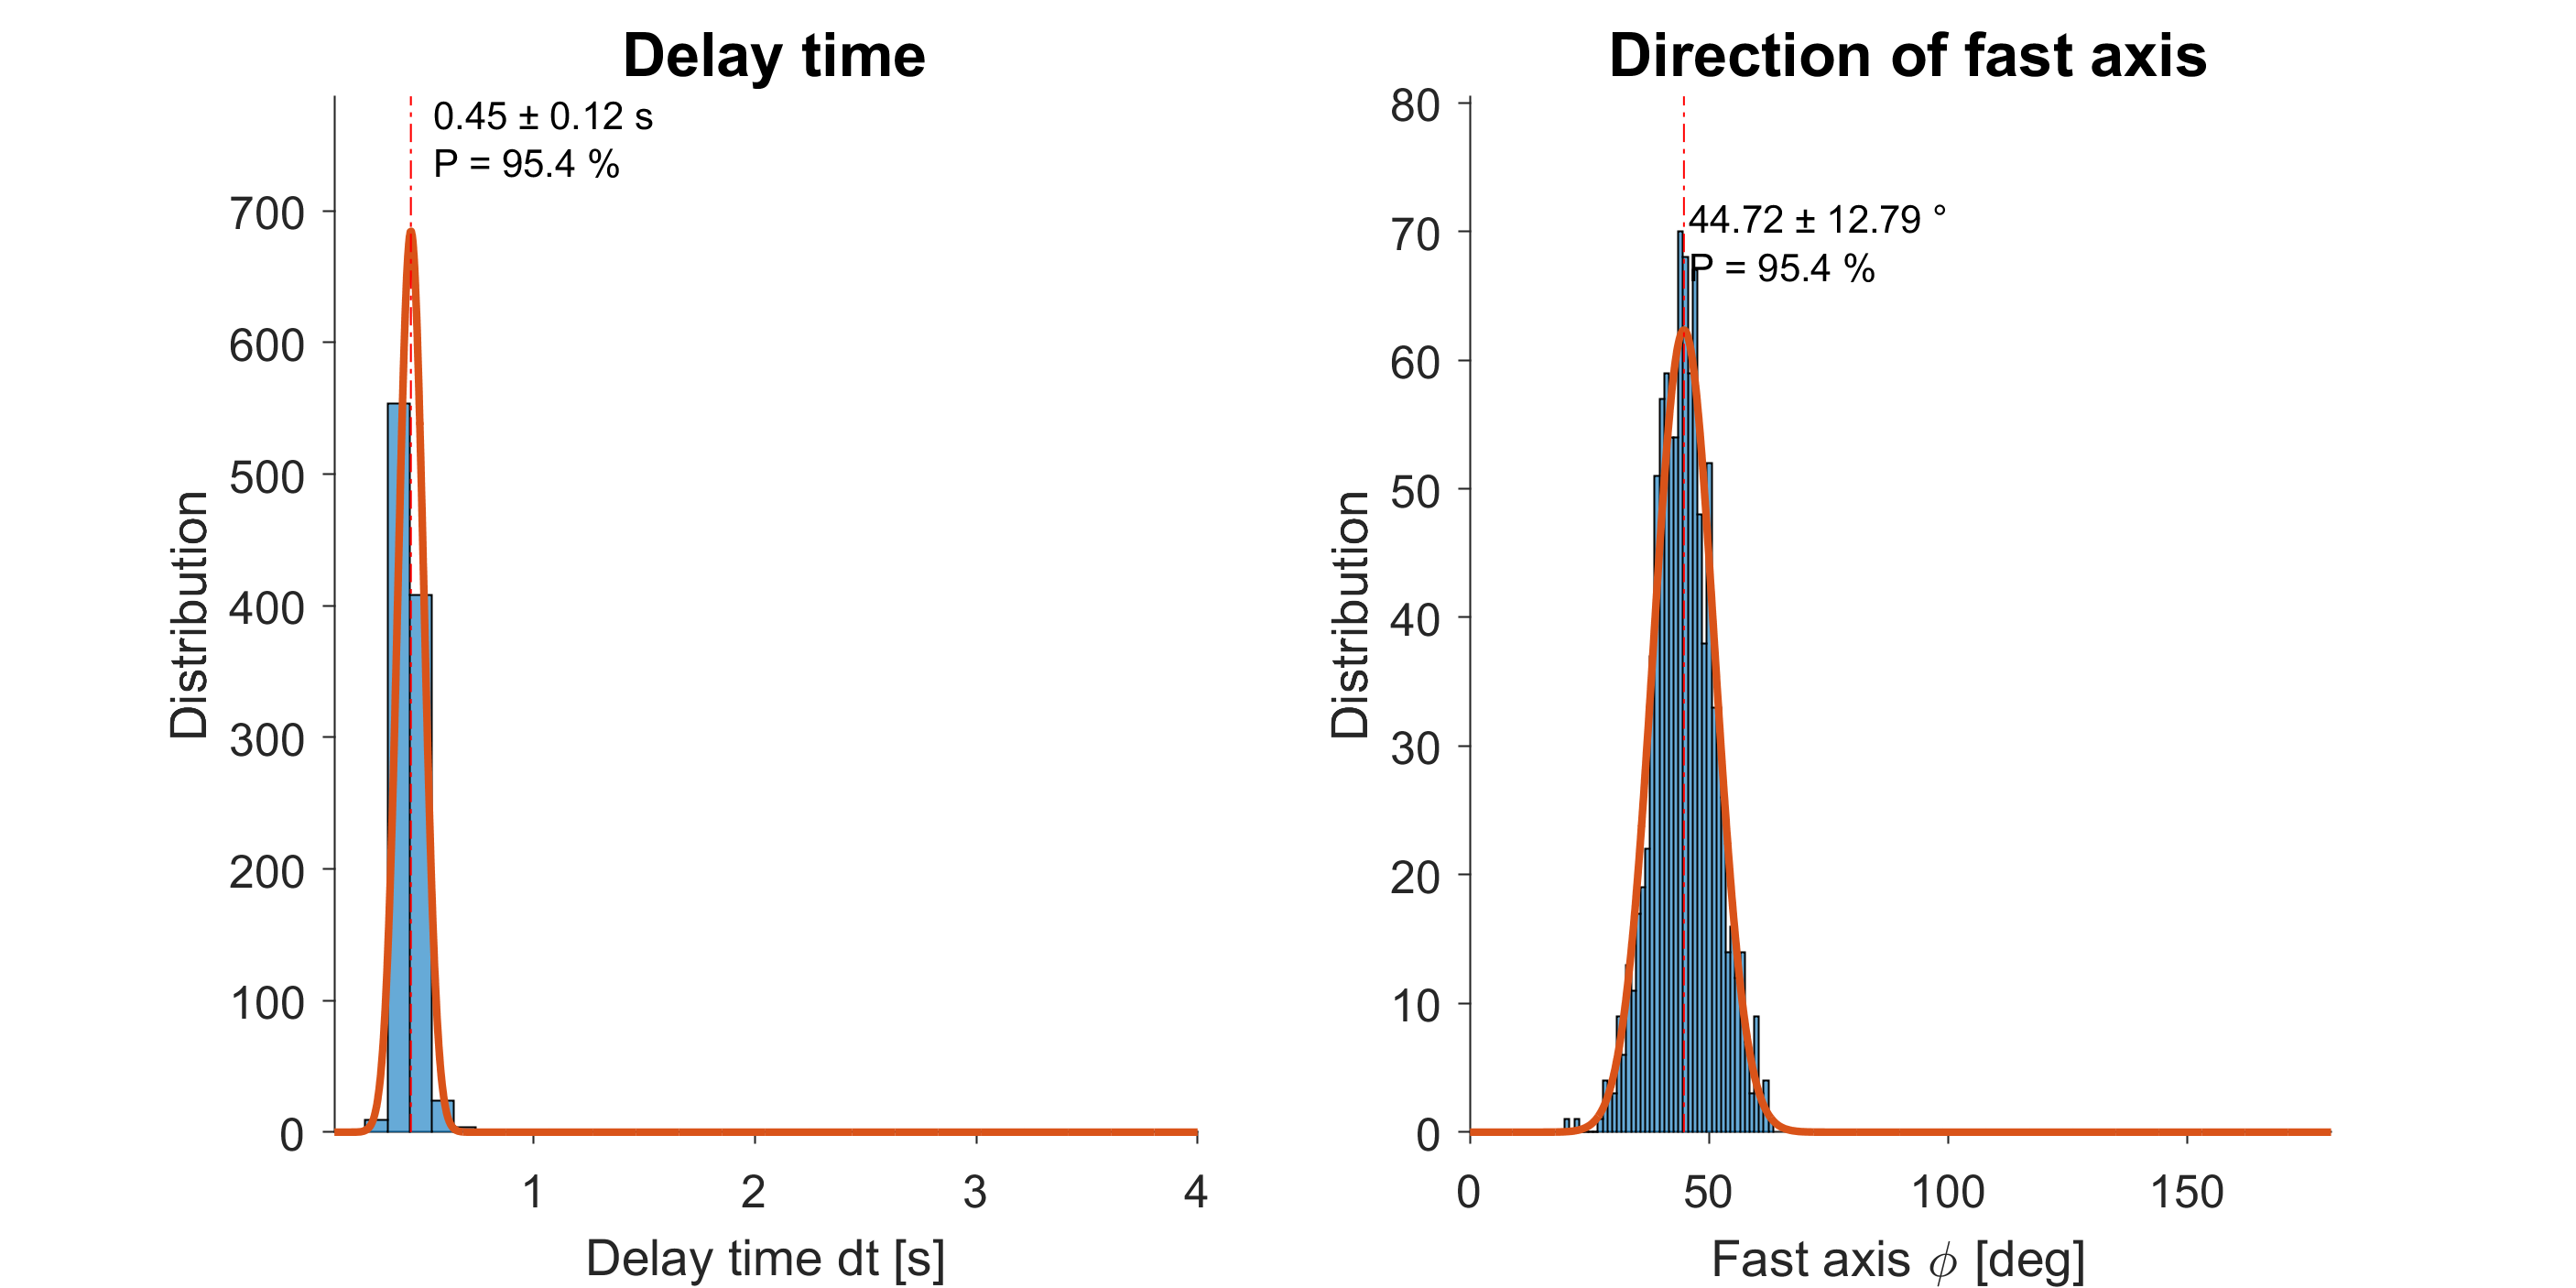 Delay time
0.45 ± 0.12 s
P = 95.4 %
700
600
500
400
300
200
100
0
Distribution
1
2
3
4
Delay time dt [s]
Direction of fast axis
44.72 ± 12.79 °
P = 95.4 %
80
70
60
50
40
30
20
10
0
Distribution
0
50
100
150
Fast axis ϕ [deg]